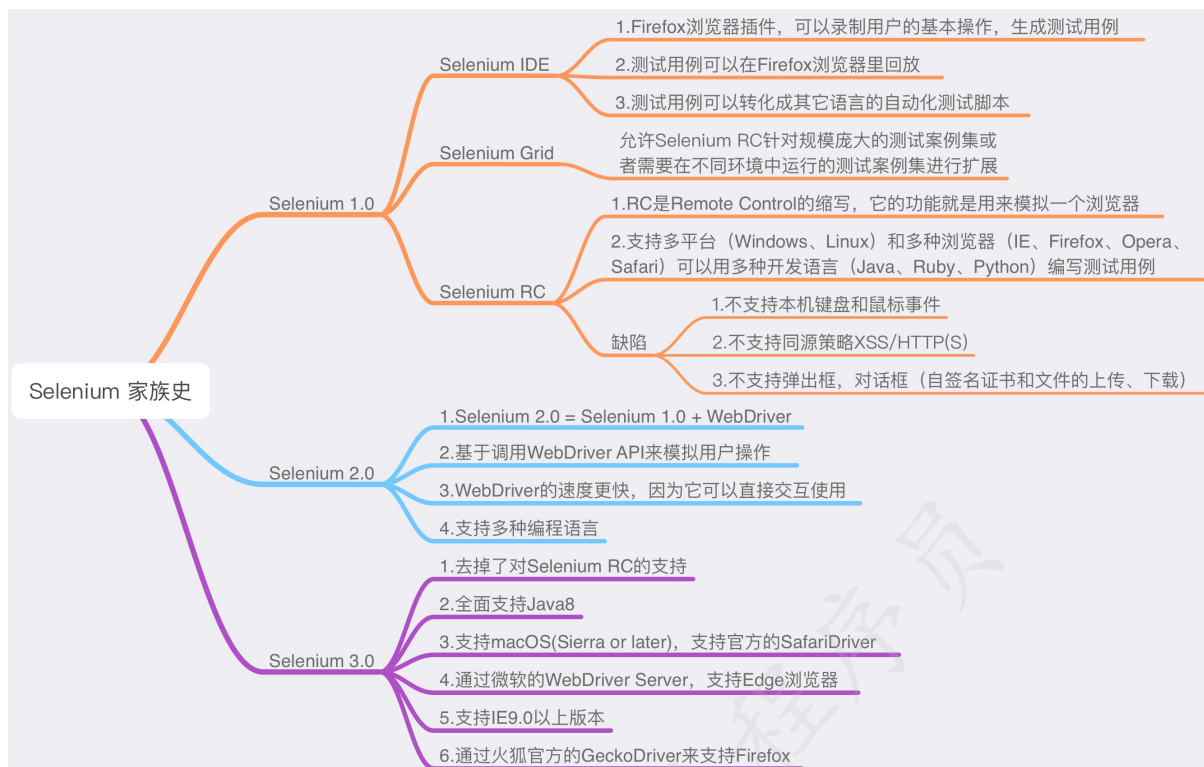 Selenium 家族史
Selenium 1.0
Selenium IDE
1.Firefox浏览器插件，可以录制用户的基本操作，生成测试用例
2.测试用例可以在Firefox浏览器里回放
3.测试用例可以转化成其它语言的自动化测试脚本
Selenium Grid
允许Selenium RC针对规模庞大的测试案例集或
者需要在不同环境中运行的测试案例集进行扩展
Selenium RC
1.RC是Remote Control的缩写，它的功能就是用来模拟一个浏览器
2.支持多平台（Windows、Linux）和多种浏览器（IE、Firefox、Opera、
Safari）可以用多种开发语言（Java、Ruby、Python）编写测试用例
缺陷
1.不支持本机键盘和鼠标事件
2.不支持同源策略XSS/HTTP(S)
3.不支持弹出框，对话框（自签名证书和文件的上传、下载）
Selenium 2.0
1.Selenium 2.0 = Selenium 1.0 + WebDriver
2.基于调用WebDriver API来模拟用户操作
3.WebDriver的速度更快，因为它可以直接交互使用
4.支持多种编程语言
Selenium 3.0
1.去掉了对Selenium RC的支持
2.全面支持Java8
3.支持macOS(Sierra or later)，支持官方的SafariDriver
4.通过微软的WebDriver Server，支持Edge浏览器
5.支持IE9.0以上版本
6.通过火狐官方的GeckoDriver来支持Firefox
程序员